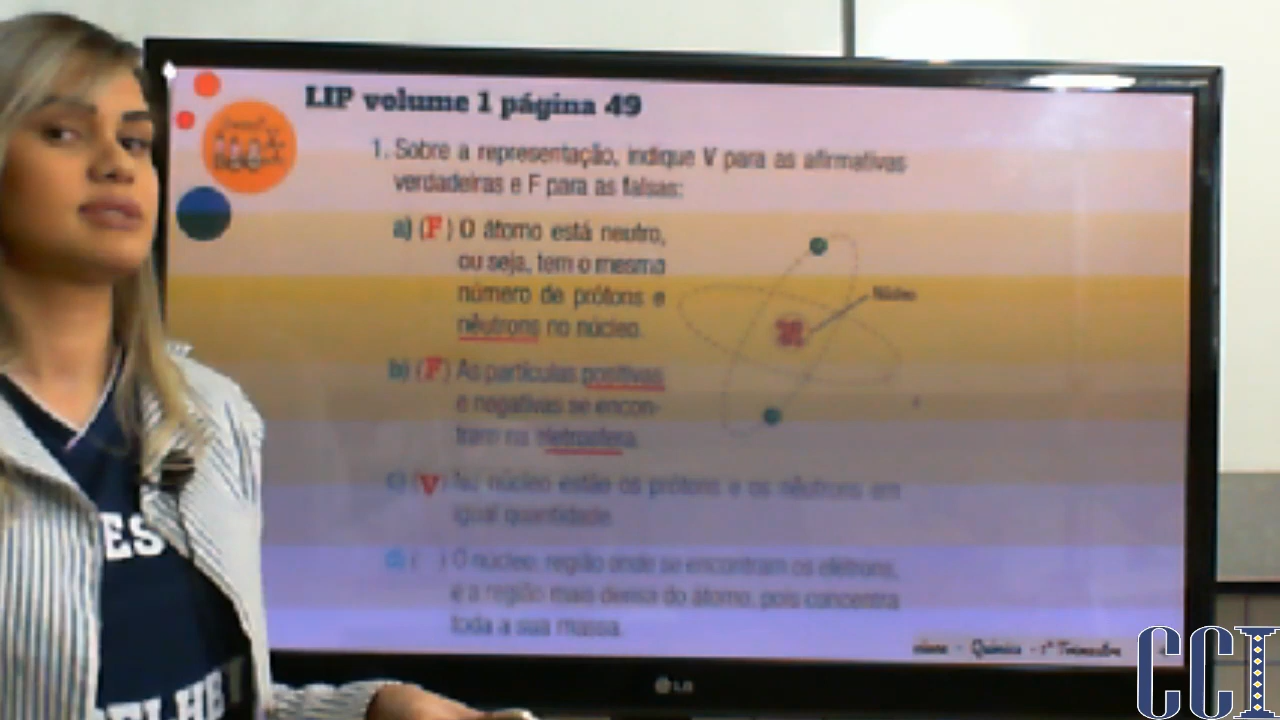 LIP volume 1 página 49
1. Sobre a representação, indique V para as afirmativas
verdadeiras e F para as falsas:
a) (F) O átomo está neutro,
ou seja, tem o mesmo
número de prótons e
nêutrons no núcleo.
Núcleo
b) (F) As partículas positivas
e negativas se encon-
tram na eletrosfera.
c) (V) No núcleo estão os prótons e os nêutrons em
igual quantidade.
d) ( ) O núcleo, região onde se encontram os elétrons,
é a região mais densa do átomo, pois concentra
toda a sua massa.
- Química - 1º Trimestre
LG
ES
ELHE
CCI